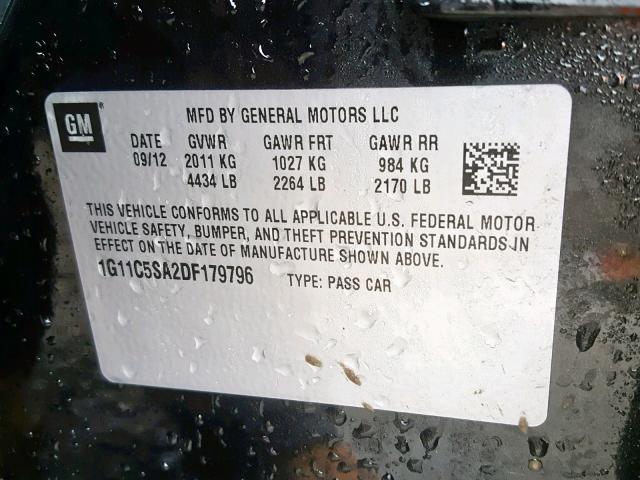 GM ®
MFD BY GENERAL MOTORS LLC
DATE GVWR GAWR FRT GAWR RR
09/12 2011 KG 1027 KG 984 KG
4434 LB 2264 LB 2170 LB
THIS VEHICLE CONFORMS TO ALL APPLICABLE U.S. FEDERAL MOTOR
VEHICLE SAFETY, BUMPER, AND THEFT PREVENTION STANDARDS IN
EFFECT ON THE DATE OF MANUFACTURE SHOWN ABOVE.
1G11C5SA2DF179796 TYPE: PASS CAR